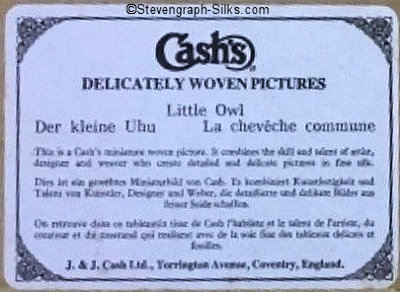 ©Stevengraph-Silks.com
Cash's®
DELICATELY WOVEN PICTURES
Little Owl
Der kleine Uhu La chevêche commune
This is a Cash's miniature woven picture. It combines the skill and talent of artist,
designer and weaver who create detailed and delicate pictures in fine silk.
Dies ist ein gewebtes Miniaturbild von Cash. Es kombiniert Kunstfertigkeit und
Talent von Künstler, Designer und Weber, die detaillierte und delikate Bilder aus
feiner Seide schaffen.
On retrouve dans ce tableautin tissé de Cash l'habileté et le talent de l'artiste, du
créateur et du tisserand qui réalisent avec de la soie fine des tableaux délicats et
J. & J. Cash Ltd., Torrington Avenue, Coventry, England.